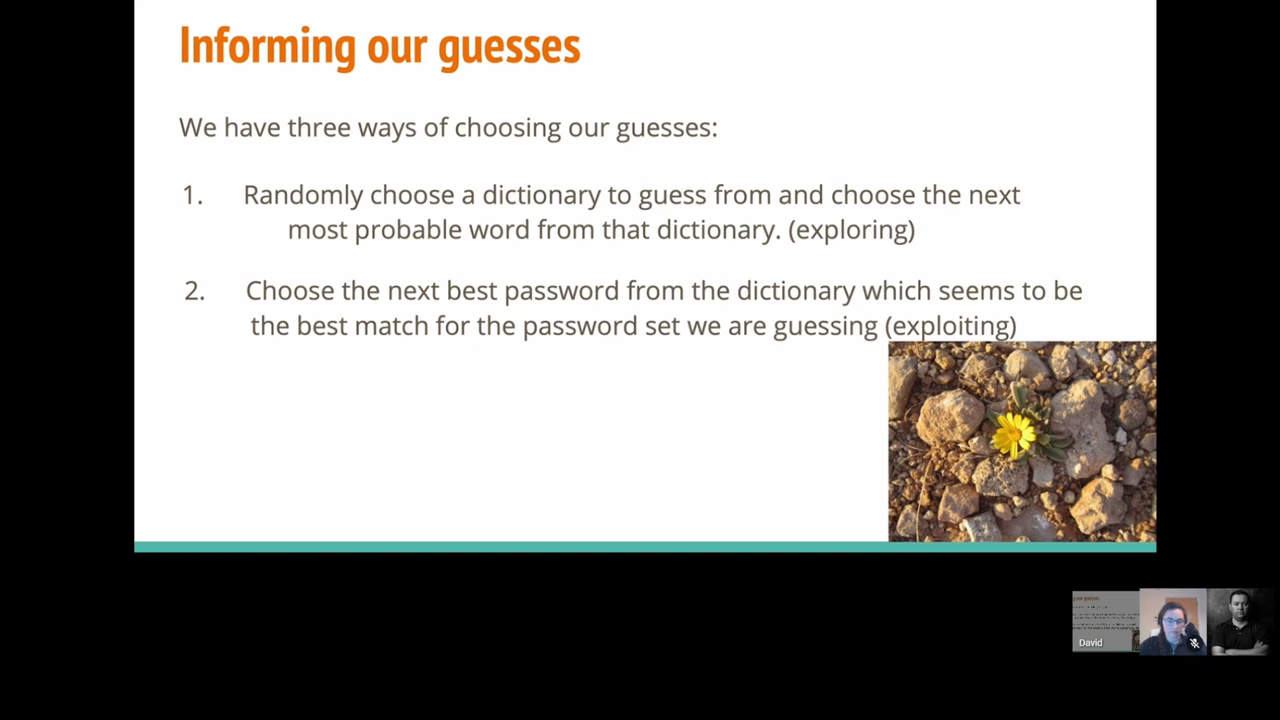 Informing our guesses
We have three ways of choosing our guesses:
1. Randomly choose a dictionary to guess from and choose the next
most probable word from that dictionary. (exploring)
2. Choose the next best password from the dictionary which seems to be
the best match for the password set we are guessing (exploiting)
David